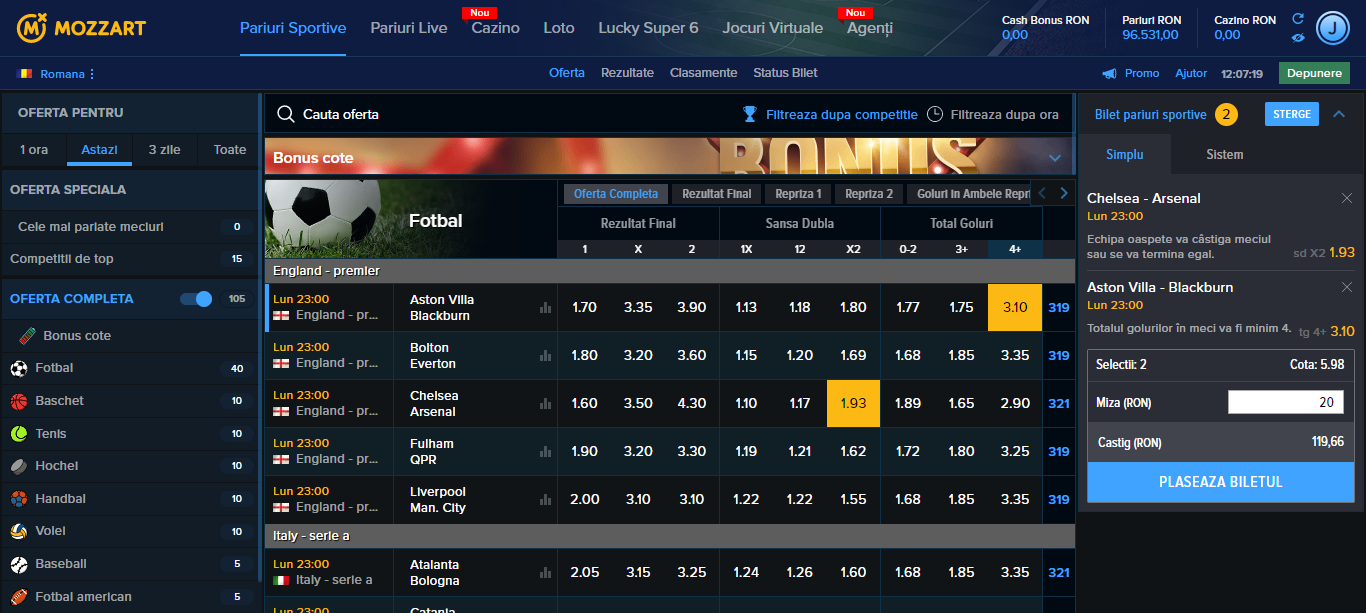 MOZZART
Pariuri Sportive
Pariuri Live
Nou
Cazino
Loto
Lucky Super 6
Jocuri Virtuale
Nou
Agenți
Cash Bonus RON
0,00
Pariuri RON
96.531,00
Cazino RON
0,00
J
Romana
Oferta
Rezultate
Clasamente
Status Bilet
Promo
Ajutor
12:07:19
Depunere
OFERTA PENTRU
1 ora
Astazi
3 zile
Toate
OFERTA SPECIALA
Cele mai pariate meciuri 0
Competitii de top 15
OFERTA COMPLETA 105
Bonus cote
Fotbal 40
Baschet 10
Tenis 10
Hochei 10
Handbal 10
Volei 10
Baseball 5
Fotbal american 5
Cauta oferta
Filtreaza dupa competitie
Filtreaza dupa ora
Bonus cote
BONUS
Fotbal
Oferta Completa
Rezultat Final
Repriza 1
Repriza 2
Goluri in Ambele Repri
Rezultat Final
Sansa Dubla
Total Goluri
1 X 2 1X 12 X2 0-2 3+ 4+
England - premier
Lun 23:00
England - pr...
Aston Villa
Blackburn
1.70 3.35 3.90 1.13 1.18 1.80 1.77 1.75 3.10 319
Lun 23:00
England - pr...
Bolton
Everton
1.80 3.20 3.60 1.15 1.20 1.69 1.68 1.85 3.35 319
Lun 23:00
England - pr...
Chelsea
Arsenal
1.60 3.50 4.30 1.10 1.17 1.93 1.89 1.65 2.90 321
Lun 23:00
England - pr...
Fulham
QPR
1.90 3.20 3.30 1.19 1.21 1.62 1.72 1.80 3.25 319
Lun 23:00
England - pr...
Liverpool
Man. City
2.00 3.10 3.10 1.22 1.22 1.55 1.68 1.85 3.35 319
Italy - serie a
Lun 23:00
Italy - serie a
Atalanta
Bologna
2.05 3.15 3.25 1.24 1.26 1.60 1.68 1.85 3.35 321
Lun 23:00
Catania
Bilet pariuri sportive 2
STERGE
Simplu
Sistem
Chelsea - Arsenal
Lun 23:00
Echipa oaspete va câstiga meciul
sau se va termina egal. sd X2 1.93
Aston Villa - Blackburn
Lun 23:00
Totalul golurilor în meci va fi minim 4. tg 4+ 3.10
Selectii: 2 Cota: 5.98
Miza (RON) 20
Castig (RON) 119,66
PLASEAZA BILETUL